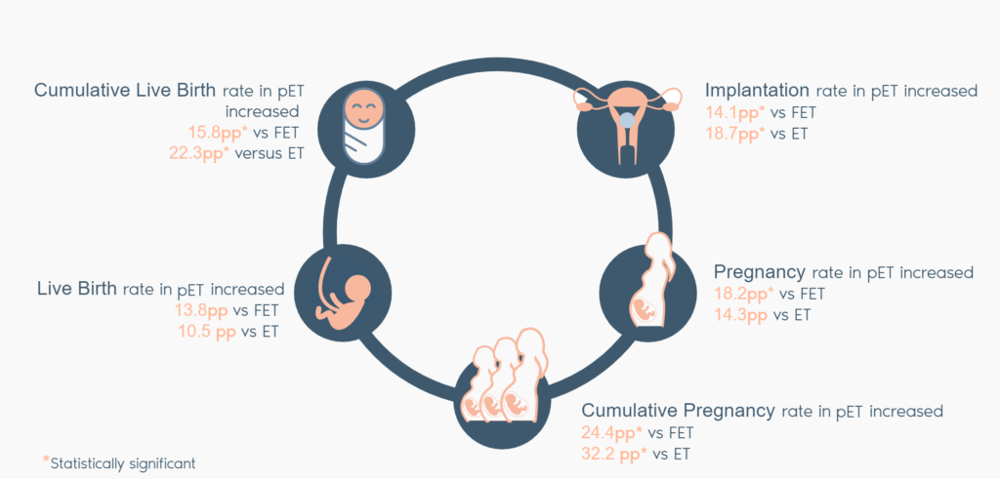 Cumulative Live Birth rate in pET
increased
15.8pp* vs FET
22.3pp* versus ET
Implantation rate in pET increased
14.1pp* vs FET
18.7pp* vs ET
Live Birth rate in pET increased
13.8pp vs FET
10.5 pp vs ET
Pregnancy rate in pET increased
18.2pp* vs FET
14.3pp vs ET
Cumulative Pregnancy rate in pET increased
24.4pp* vs FET
32.2 pp* vs ET
*Statistically significant